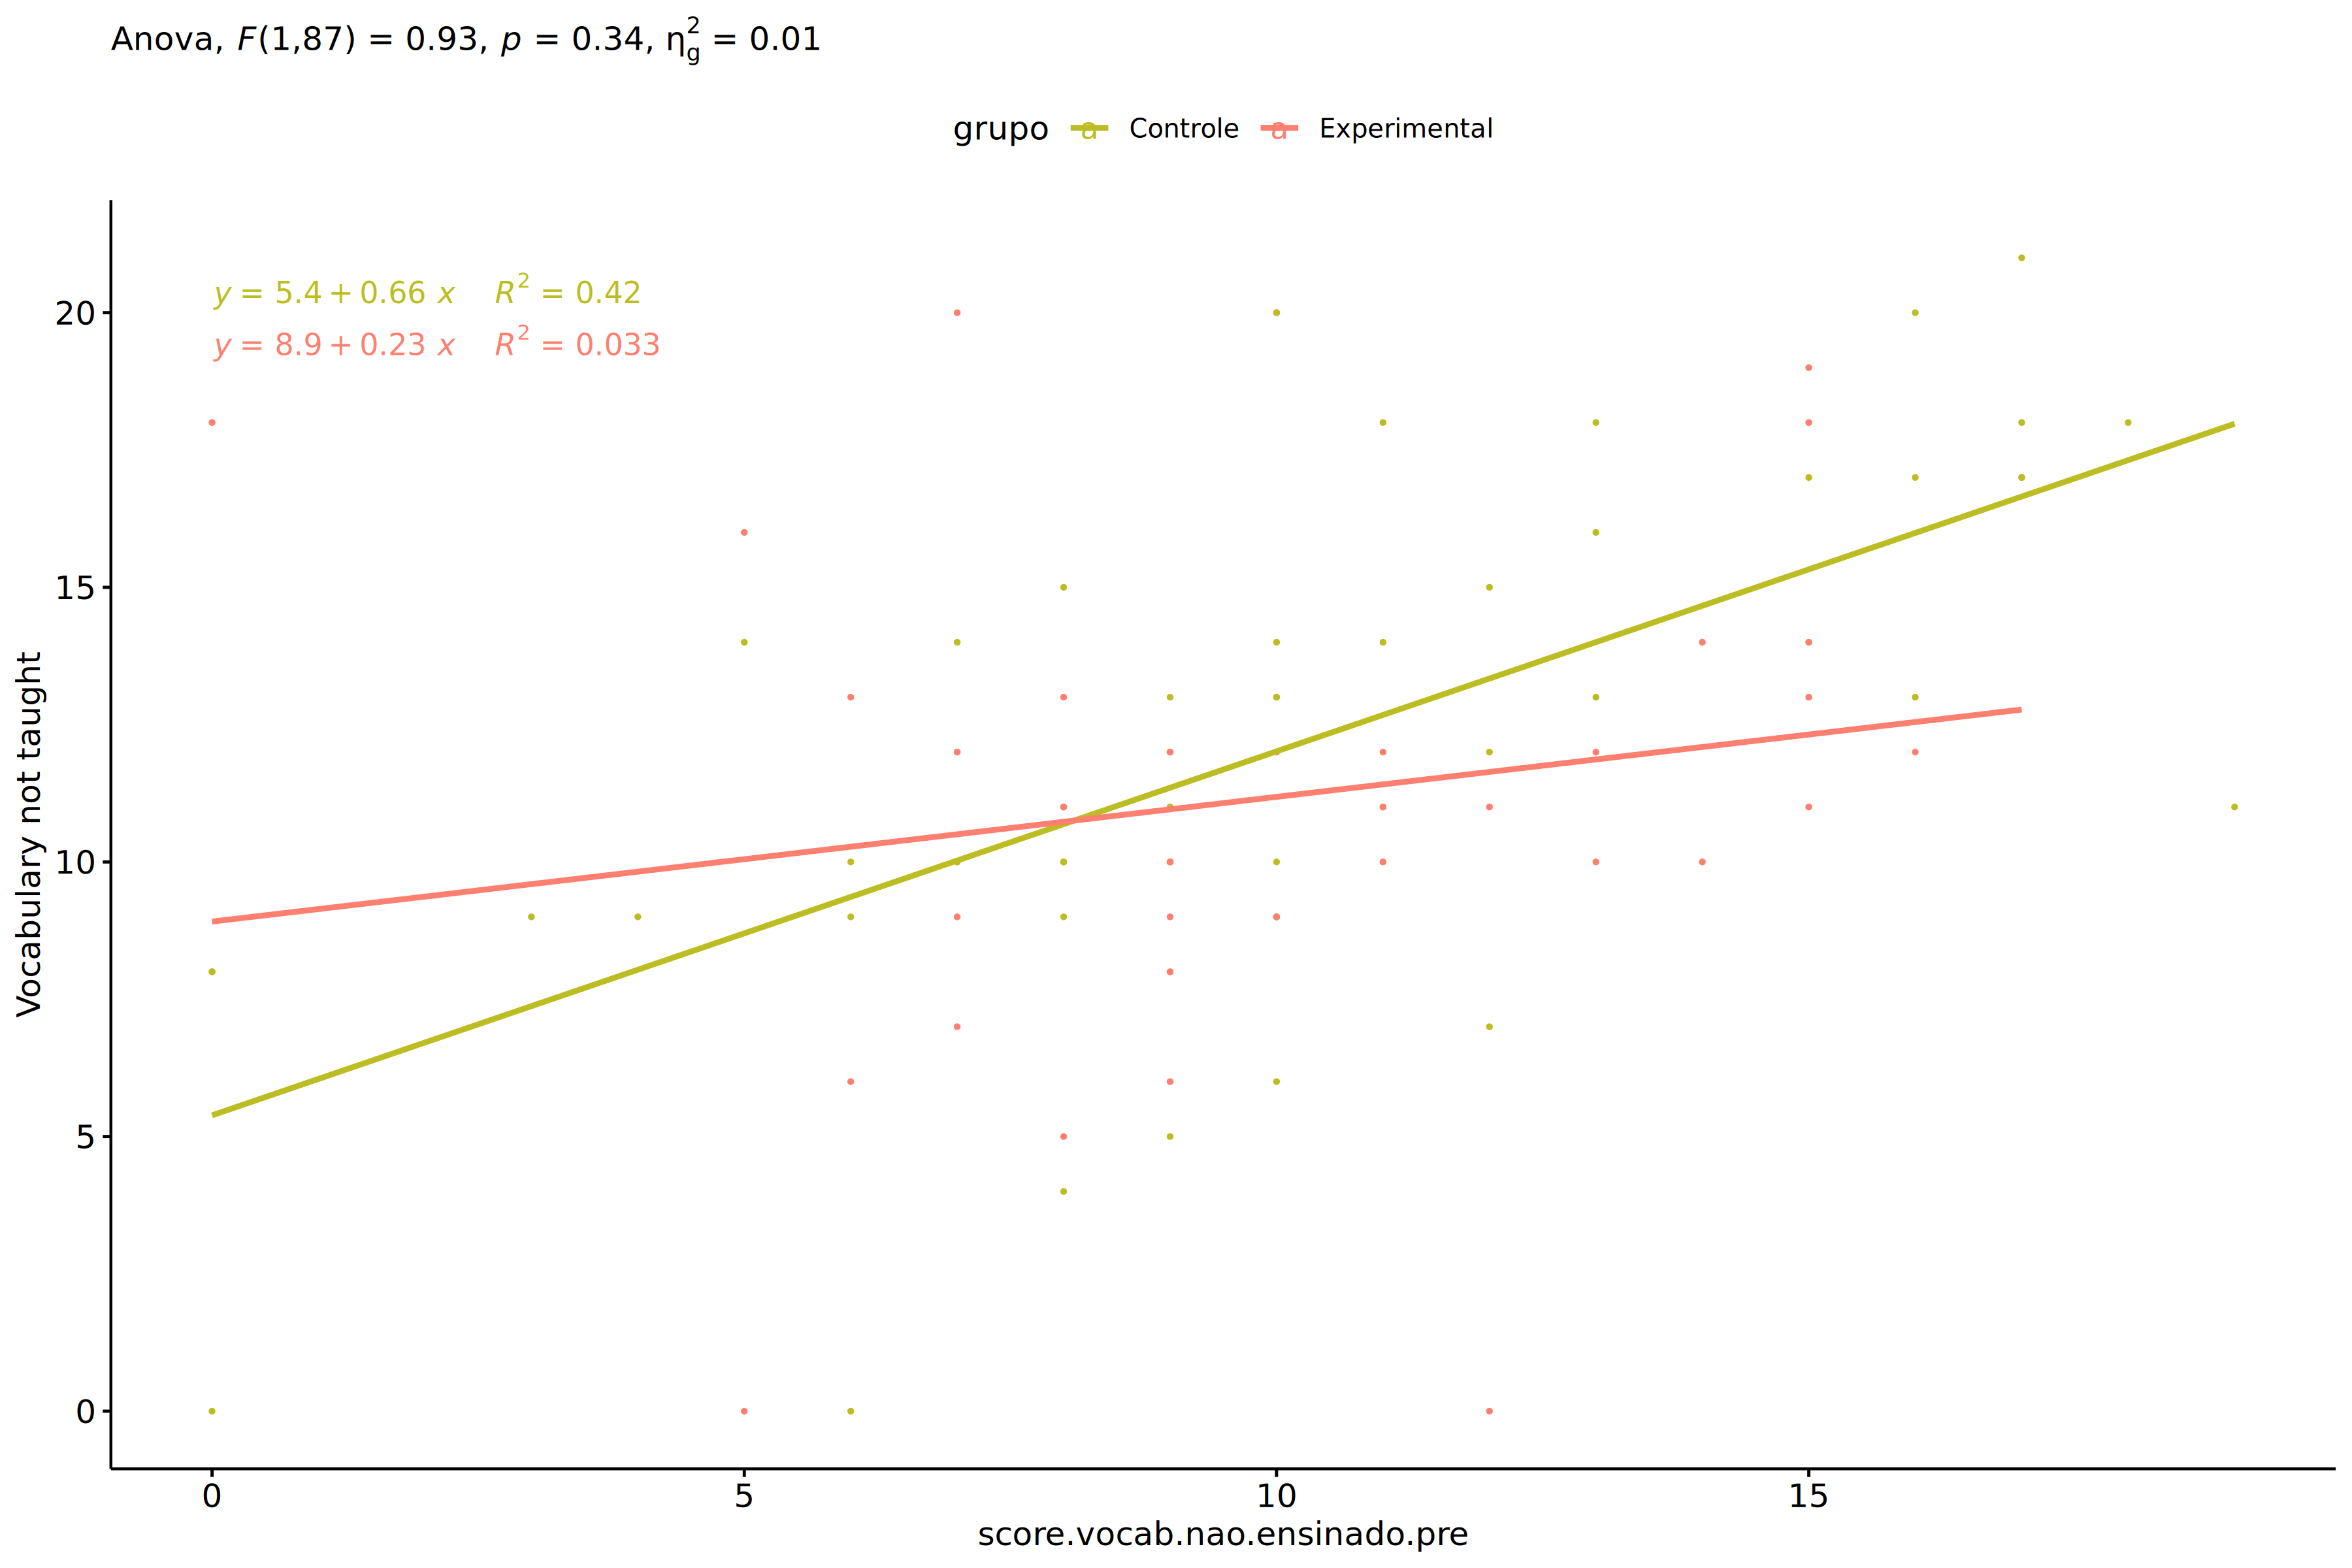 Anova, F(1,87) = 0.93, p = 0.34, η²g = 0.01
grupo a Controle a Experimental
y = 5.4 + 0.66 x R² = 0.42
y = 8.9 + 0.23 x R² = 0.033
Vocabulary not taught
20
15
10
5
0
0 5 10 15
score.vocab.nao.ensinado.pre